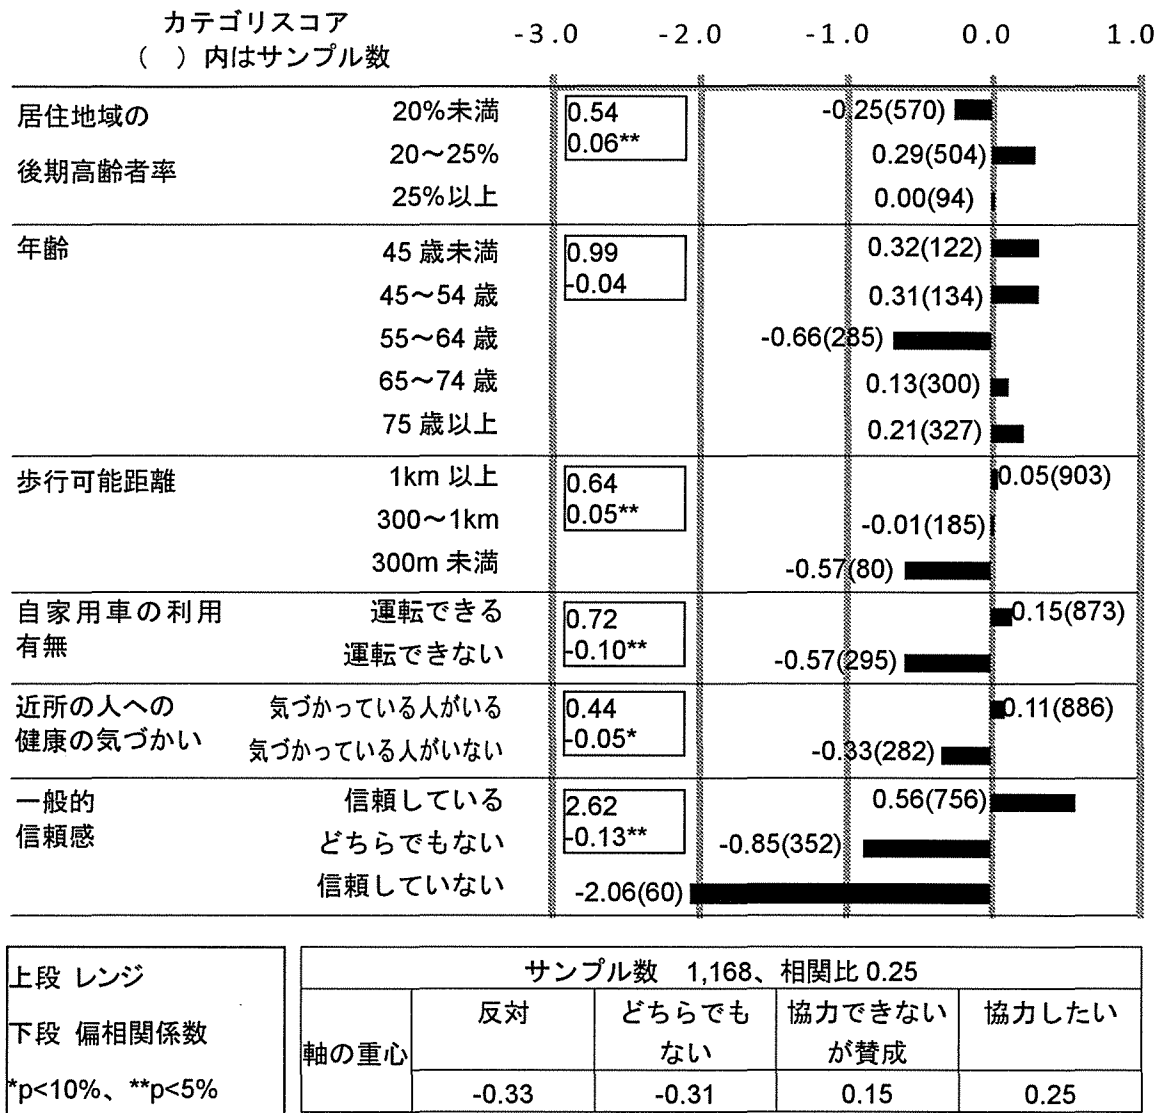 カテゴリスコア
( )内はサンプル数
-3.0 -2.0 -1.0 0.0 1.0
居住地域の
後期高齢者率
20%未満
0.54
0.06**
-0.25(570)
20～25%
0.29(504)
25%以上
0.00(94)
年齢
45 歳未満
0.99
-0.04
0.32(122)
45～54 歳
0.31(134)
55～64 歳
-0.66(285)
65～74 歳
0.13(300)
75 歳以上
0.21(327)
歩行可能距離
1km 以上
0.64
0.05**
0.05(903)
300～1km
-0.01(185)
300m 未満
-0.57(80)
自家用車の利用
有無
運転できる
0.72
-0.10**
0.15(873)
運転できない
-0.57(295)
近所の人への
健康の気づかい
気づかっている人がいる
0.44
-0.05*
0.11(886)
気づかっている人がいない
-0.33(282)
一般的
信頼感
信頼している
2.62
-0.13**
0.56(756)
どちらでもない
-0.85(352)
信頼していない
-2.06(60)
上段 レンジ
下段 偏相関係数
*p<10%、**p<5%
サンプル数 1,168、相関比 0.25
軸の重心
反対
どちらでも
ない
協力できない
が賛成
協力したい
-0.33 -0.31 0.15 0.25